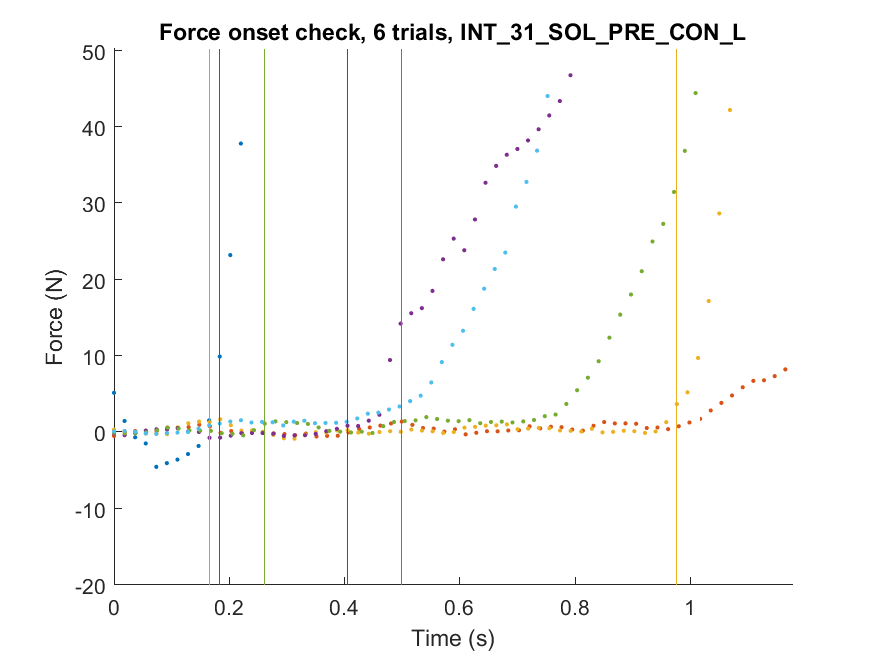 Force onset check, 6 trials, INT_31_SOL_PRE_CON_L
50
40
30
20
10
0
-10
-20
Force (N)
0 0.2 0.4 0.6 0.8 1
Time (s)